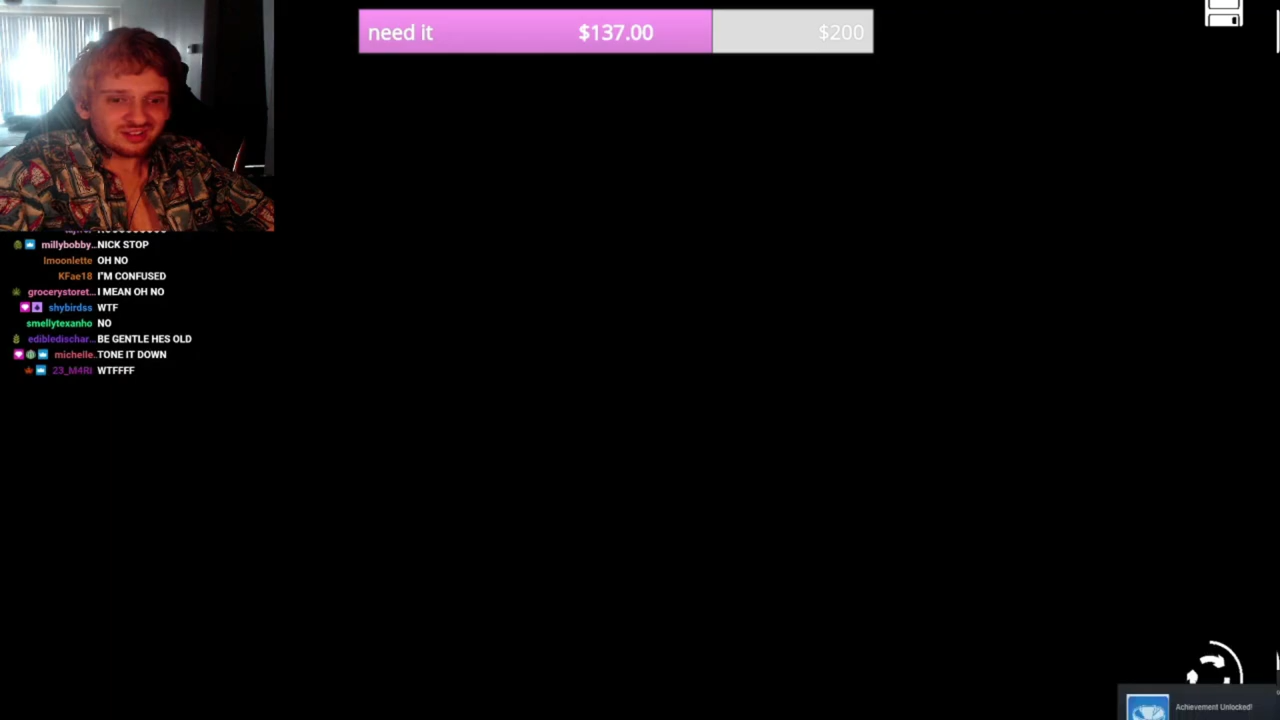 need it $137.00 $200
millybobby… NICK STOP
lmoonlette OH NO
KFae18 I"M CONFUSED
grocerystoret… I MEAN OH NO
shybirdss WTF
smellytexanho NO
edibledischar… BE GENTLE HES OLD
michelle… TONE IT DOWN
23_M4RI WTFFFF
Achievement Unlocked!